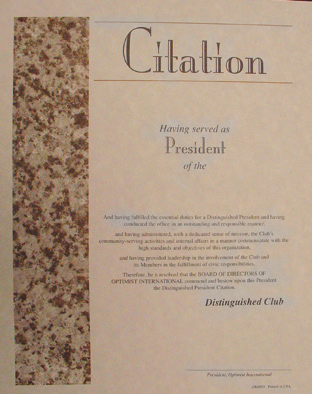 Citation
Having served as
President
of the
And having fulfilled the essential duties for a Distinguished President and having
conducted the office in an outstanding and responsible manner,
and having administered, with a dedicated sense of mission, the Club's
community-serving activities and internal affairs in a manner commensurate with the
high standards and objectives of this organization,
and having provided leadership in the involvement of the Club and
its Members in the fulfillment of civic responsibilities,
Therefore, be it resolved that the BOARD OF DIRECTORS OF
OPTIMIST INTERNATIONAL commend and bestow upon this President
the Distinguished President Citation.
Distinguished Club
President, Optimist International